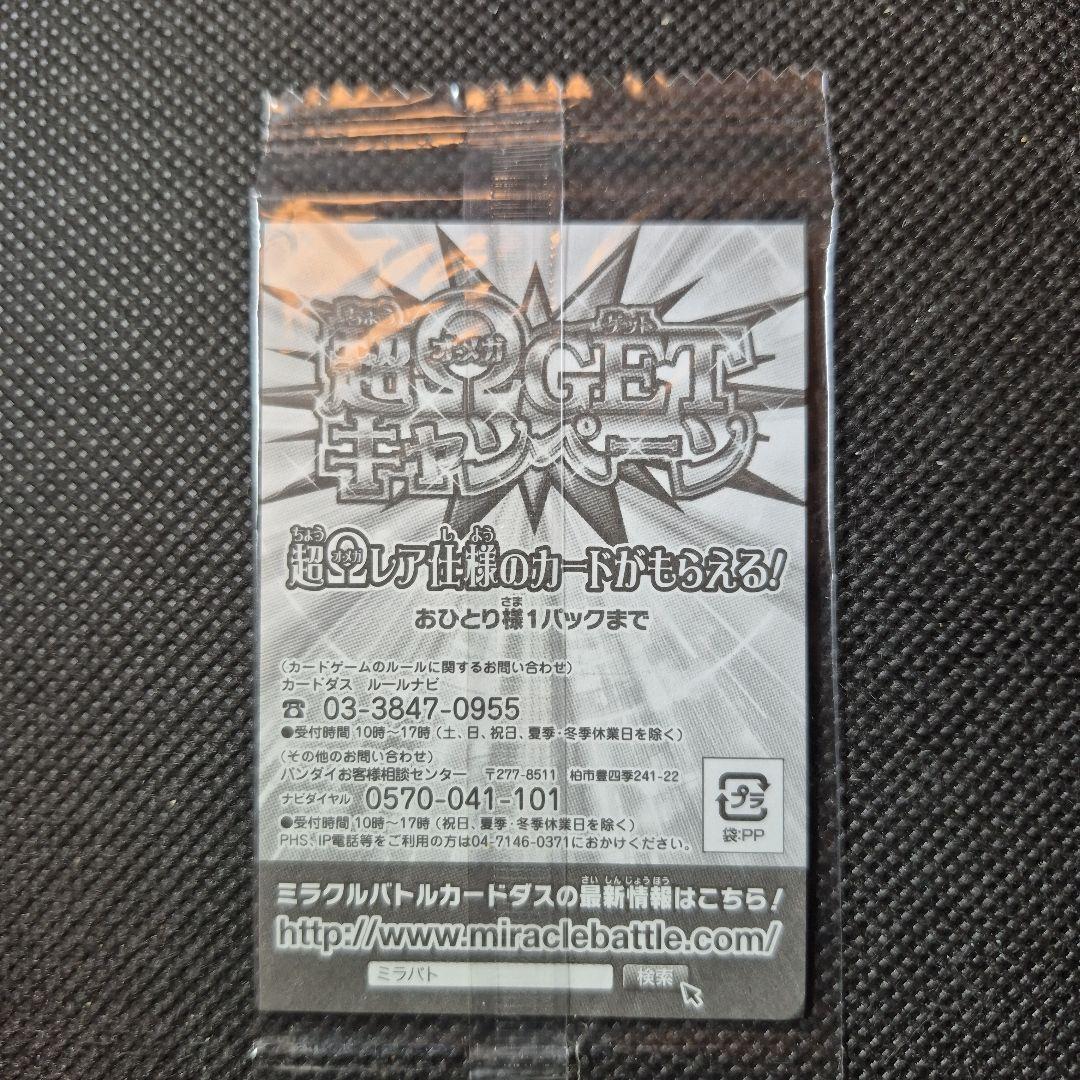 超Ω GET
キャンペーン
超Ωレア仕様のカードがもらえる!
おひとり様1パックまで
(カードゲームのルールに関するお問い合わせ)
カードダス ルールナビ
☎ 03-3847-0955
●受付時間 10時〜17時(土、日、祝日、夏季・冬季休業日を除く)
(その他のお問い合わせ)
バンダイお客様相談センター 〒277-8511 柏市豊四季241-22
ナビダイヤル 0570-041-101
●受付時間 10時〜17時(祝日、夏季・冬季休業日を除く)
PHS、IP電話等をご利用の方は04-7146-0371におかけください。
プラ
袋:PP
ミラクルバトルカードダスの最新情報はこちら!
http://www.miraclebattle.com/
ミラバト 検索